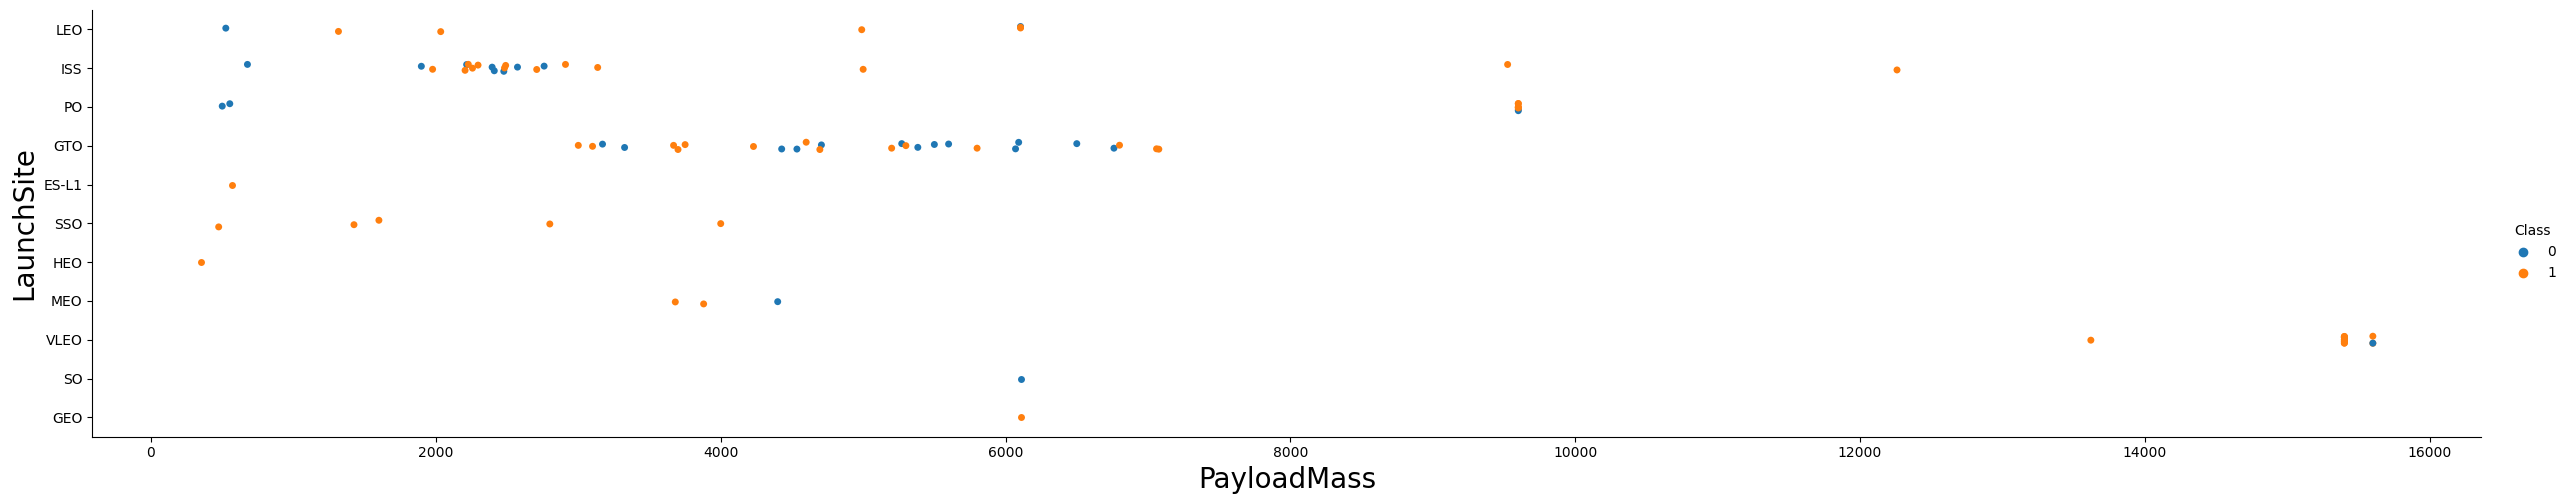 LaunchSite
LEO
ISS
PO
GTO
ES-L1
SSO
HEO
MEO
VLEO
SO
GEO
0 2000 4000 6000 8000 10000 12000 14000 16000
PayloadMass
Class
0
1